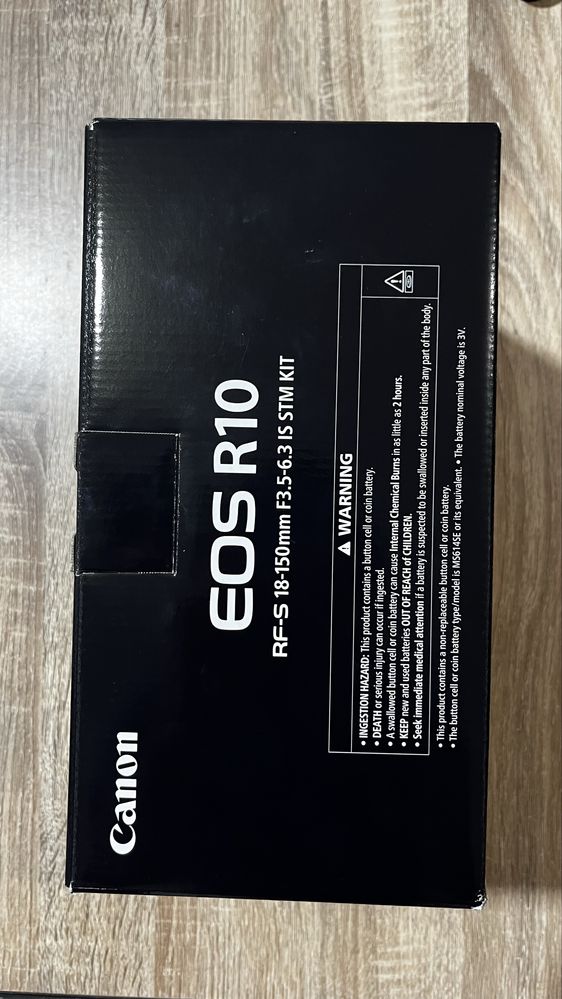 Canon
EOS R10
RF-S 18-150mm F3.5-6.3 IS STM KIT
⚠ WARNING
• INGESTION HAZARD: This product contains a button cell or coin battery.
• DEATH or serious injury can occur if ingested.
• A swallowed button cell or coin battery can cause Internal Chemical Burns in as little as 2 hours.
• KEEP new and used batteries OUT OF REACH of CHILDREN.
• Seek immediate medical attention if a battery is suspected to be swallowed or inserted inside any part of the body.
• This product contains a non-replaceable button cell or coin battery.
• The button cell or coin battery type/model is MS614SE or its equivalent. • The battery nominal voltage is 3V.